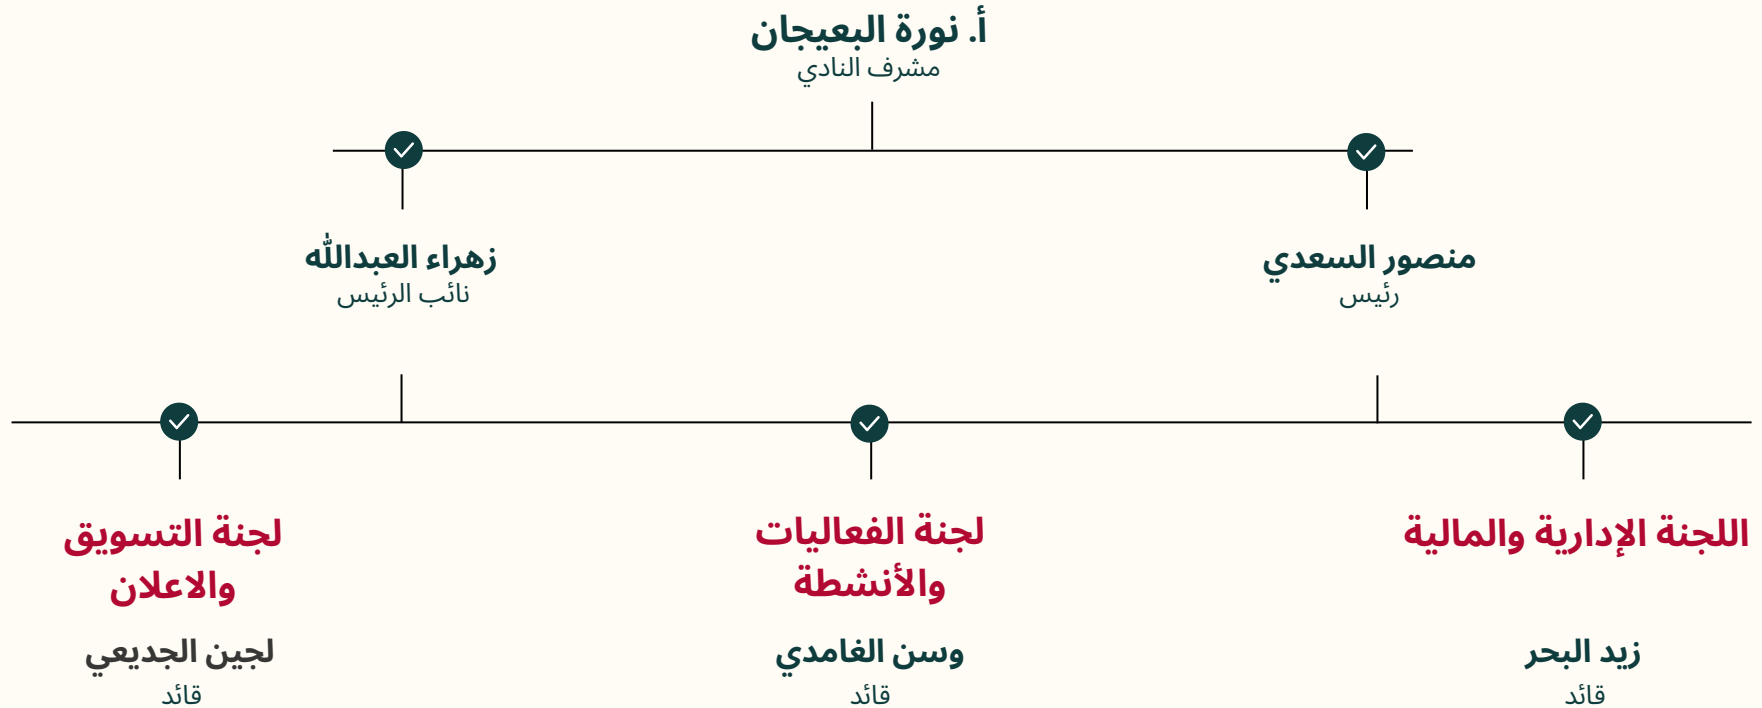 أ. نورة البعيجان
مشرف النادي
منصور السعدي
رئيس
زهراء العبدالله
نائب الرئيس
اللجنة الإدارية والمالية
زيد البحر
قائد
لجنة الفعاليات
والأنشطة
وسن الغامدي
قائد
لجنة التسويق
والاعلان
لجين الجديعي
قائد